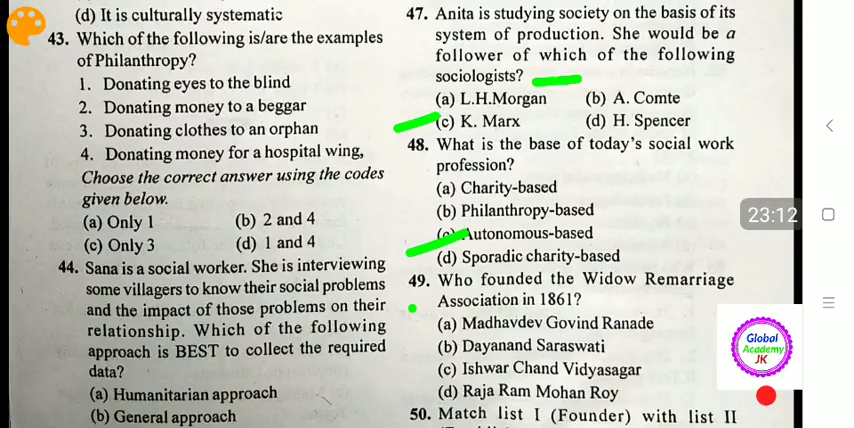 (d) It is culturally systematic
43. Which of the following is/are the examples
of Philanthropy?
1. Donating eyes to the blind
2. Donating money to a beggar
3. Donating clothes to an orphan
4. Donating money for a hospital wing,
Choose the correct answer using the codes
given below.
(a) Only 1 (b) 2 and 4
(c) Only 3 (d) 1 and 4
44. Sana is a social worker. She is interviewing
some villagers to know their social problems
and the impact of those problems on their
relationship. Which of the following
approach is BEST to collect the required
data?
(a) Humanitarian approach
(b) General approach
47. Anita is studying society on the basis of its
system of production. She would be a
follower of which of the following
sociologists?
(a) L.H.Morgan (b) A. Comte
(c) K. Marx (d) H. Spencer
48. What is the base of today's social work
profession?
(a) Charity-based
(b) Philanthropy-based
(c) Autonomous-based
(d) Sporadic charity-based
49. Who founded the Widow Remarriage
Association in 1861?
(a) Madhavdev Govind Ranade
(b) Dayanand Saraswati
(c) Ishwar Chand Vidyasagar
(d) Raja Ram Mohan Roy
50. Match list I (Founder) with list II
23:12
Global
Academy
JK